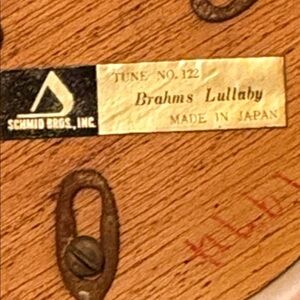 TUNE NO. 122
Brahms Lullaby
MADE IN JAPAN
SCHMID BROS., INC.